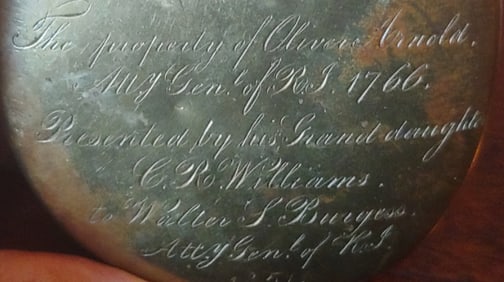 The property of Oliver Arnold.
Att'y Gen.l of R.I. 1766.
Presented by his Grand daughter
C. R. Williams.
to Walter S. Burgess.
Att.y Gen.l of R.I.